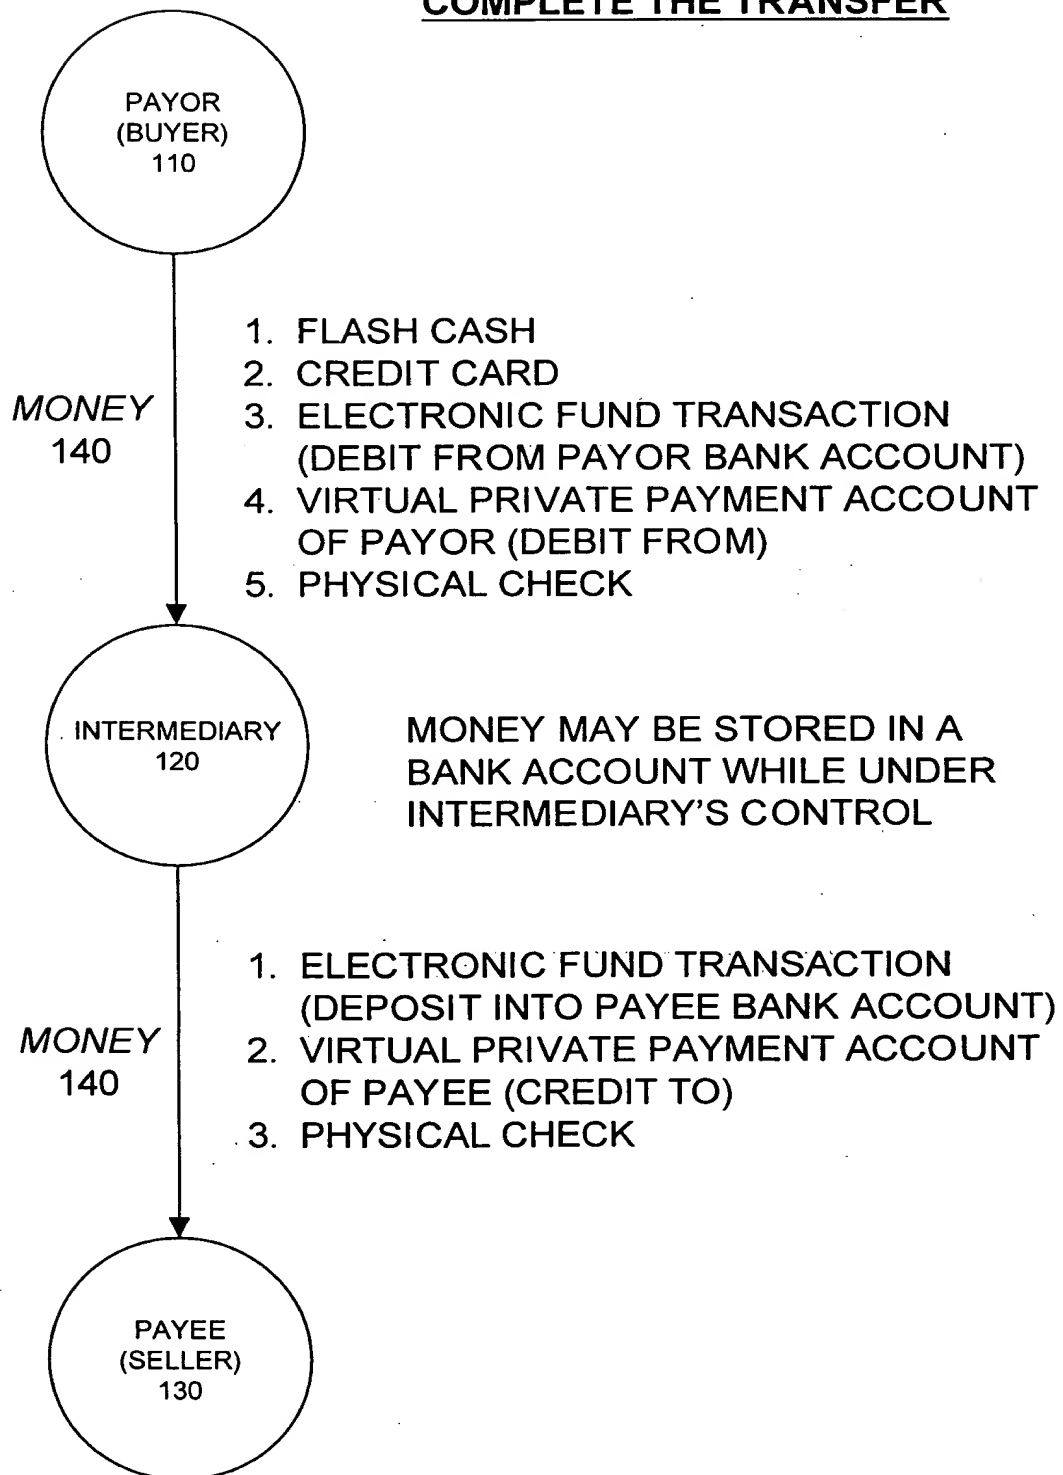 COMPLETE THE TRANSFER
PAYOR
(BUYER)
110
MONEY
140
1. FLASH CASH
2. CREDIT CARD
3. ELECTRONIC FUND TRANSACTION
(DEBIT FROM PAYOR BANK ACCOUNT)
4. VIRTUAL PRIVATE PAYMENT ACCOUNT
OF PAYOR (DEBIT FROM)
5. PHYSICAL CHECK
INTERMEDIARY
120
MONEY MAY BE STORED IN A
BANK ACCOUNT WHILE UNDER
INTERMEDIARY'S CONTROL
MONEY
140
1. ELECTRONIC FUND TRANSACTION
(DEPOSIT INTO PAYEE BANK ACCOUNT)
2. VIRTUAL PRIVATE PAYMENT ACCOUNT
OF PAYEE (CREDIT TO)
3. PHYSICAL CHECK
PAYEE
(SELLER)
130